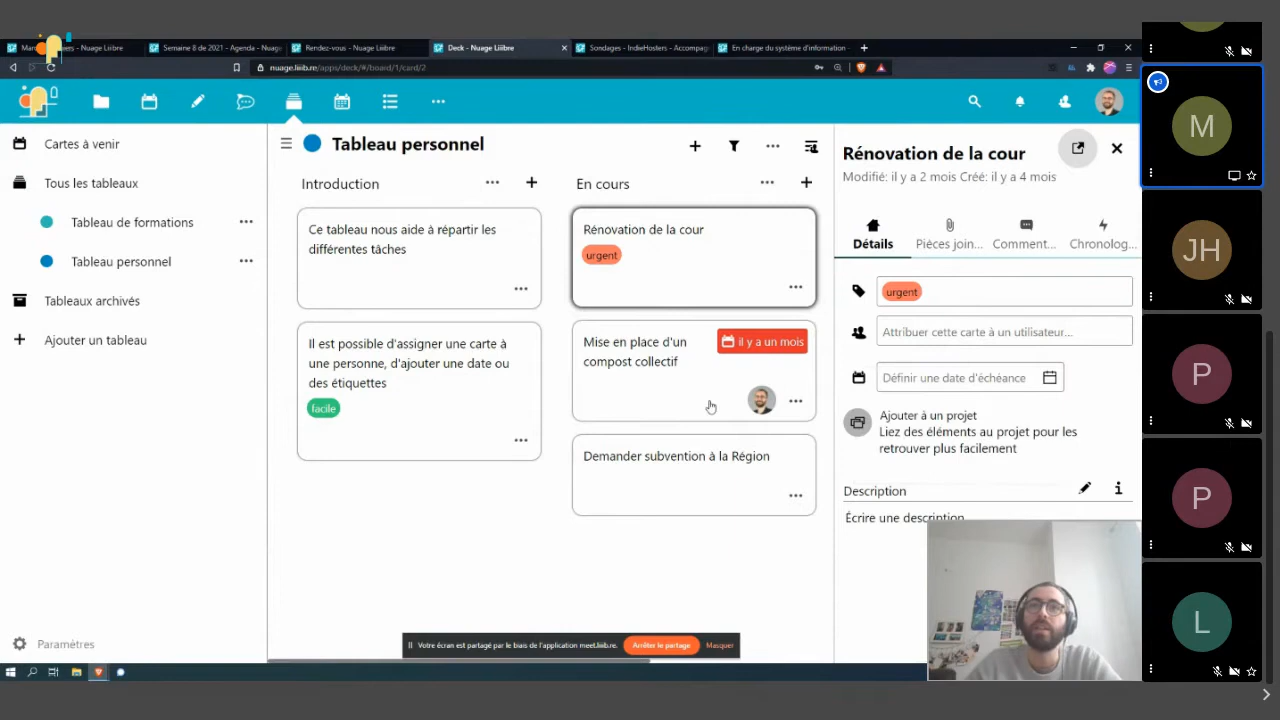 Nuage Liiibre
Semaine 8 de 2021 - Agenda - Nuage
Rendez-vous - Nuage Liiibre
Deck - Nuage Liiibre
Sondages - IndieHosters - Accompag
En charge du système d'information -
nuage.liiib.re/apps/deck/#/board/1/card/2
Cartes à venir
Tous les tableaux
Tableau de formations
Tableau personnel
Tableaux archivés
Ajouter un tableau
Paramètres
Tableau personnel
Introduction
Ce tableau nous aide à répartir les
différentes tâches
Il est possible d'assigner une carte à
une personne, d'ajouter une date ou
des étiquettes
facile
En cours
Rénovation de la cour
urgent
Mise en place d'un
compost collectif
il y a un mois
Demander subvention à la Région
Rénovation de la cour
Modifié: il y a 2 mois Créé: il y a 4 mois
Détails
Pièces join...
Comment...
Chronolog...
urgent
Attribuer cette carte à un utilisateur...
Définir une date d'échéance
Ajouter à un projet
Liez des éléments au projet pour les
retrouver plus facilement
Description
Écrire une description
Votre écran est partagé par le biais de l'application meet.liiib.re.
Arrêter le partage
Masquer
M
JH
P
P
L